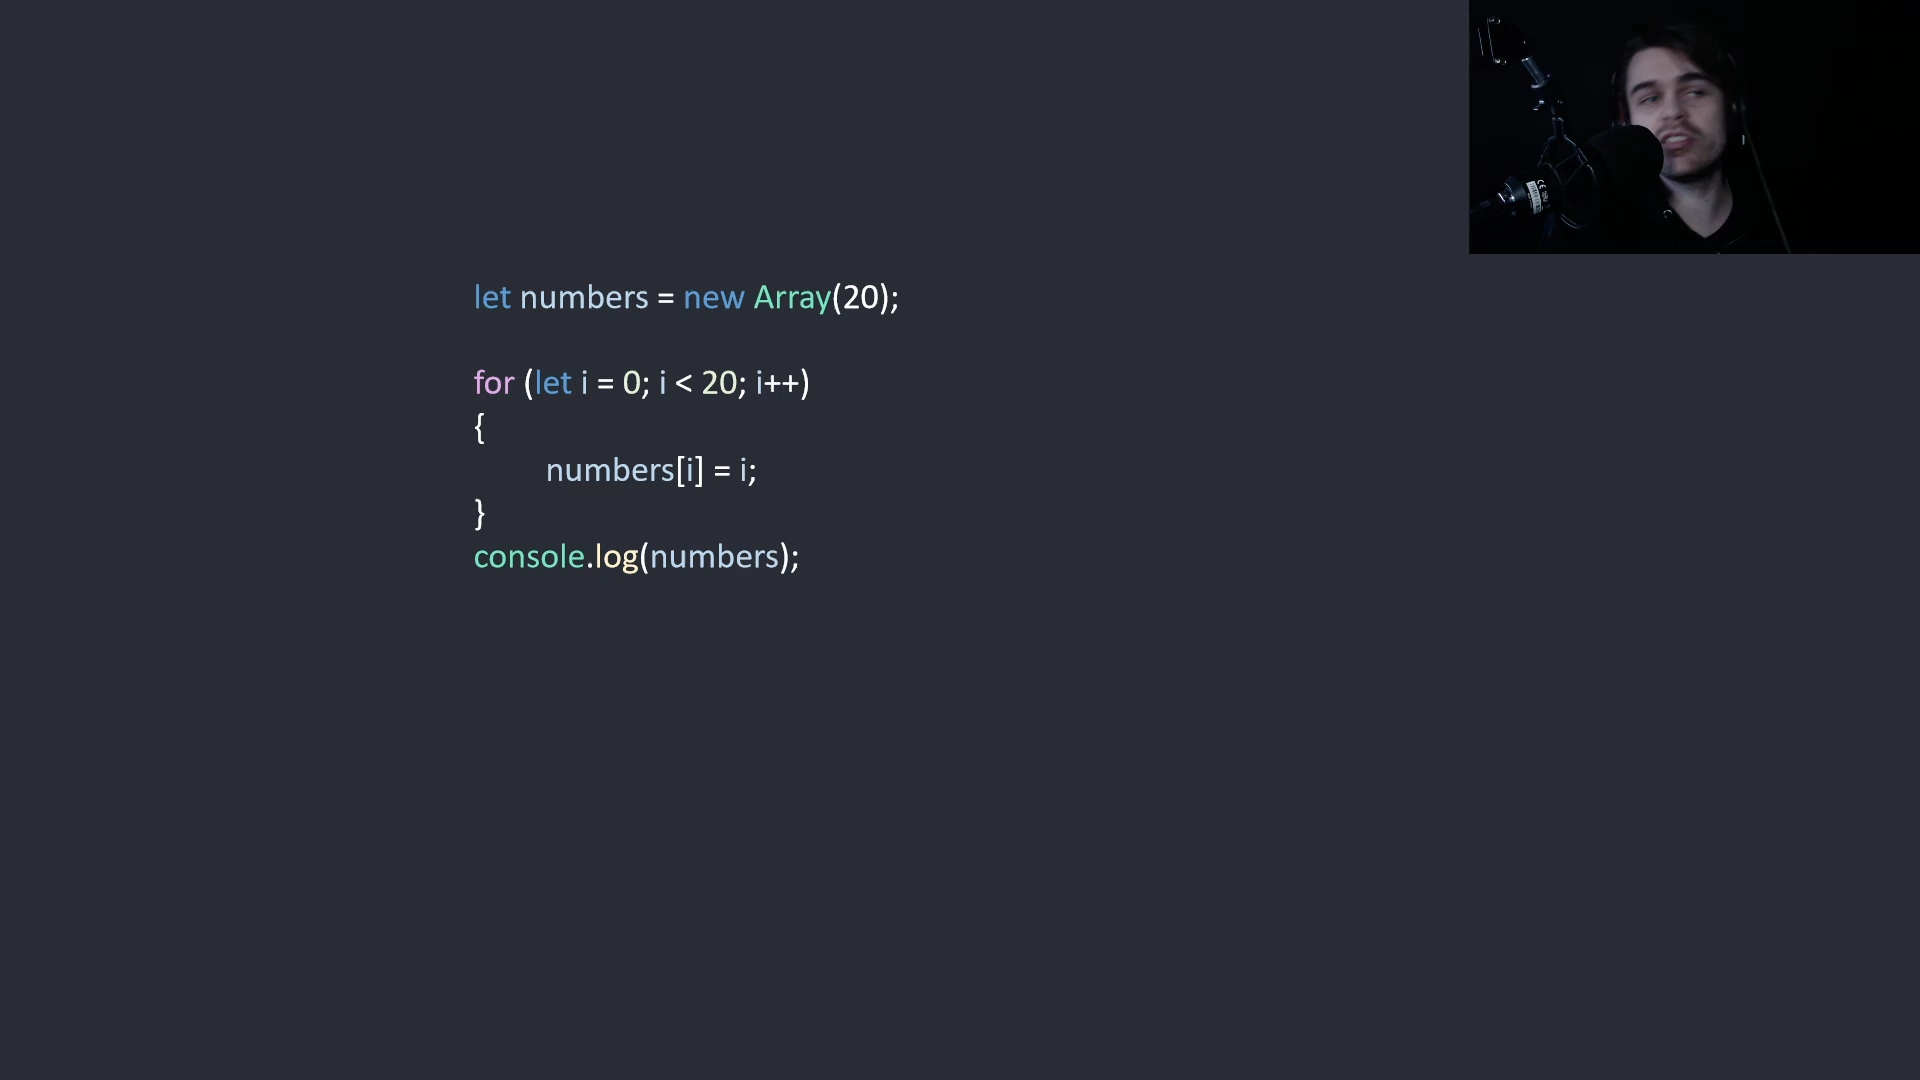 let numbers = new Array(20);
for (let i = 0; i < 20; i++)
{
numbers[i] = i;
}
console.log(numbers);